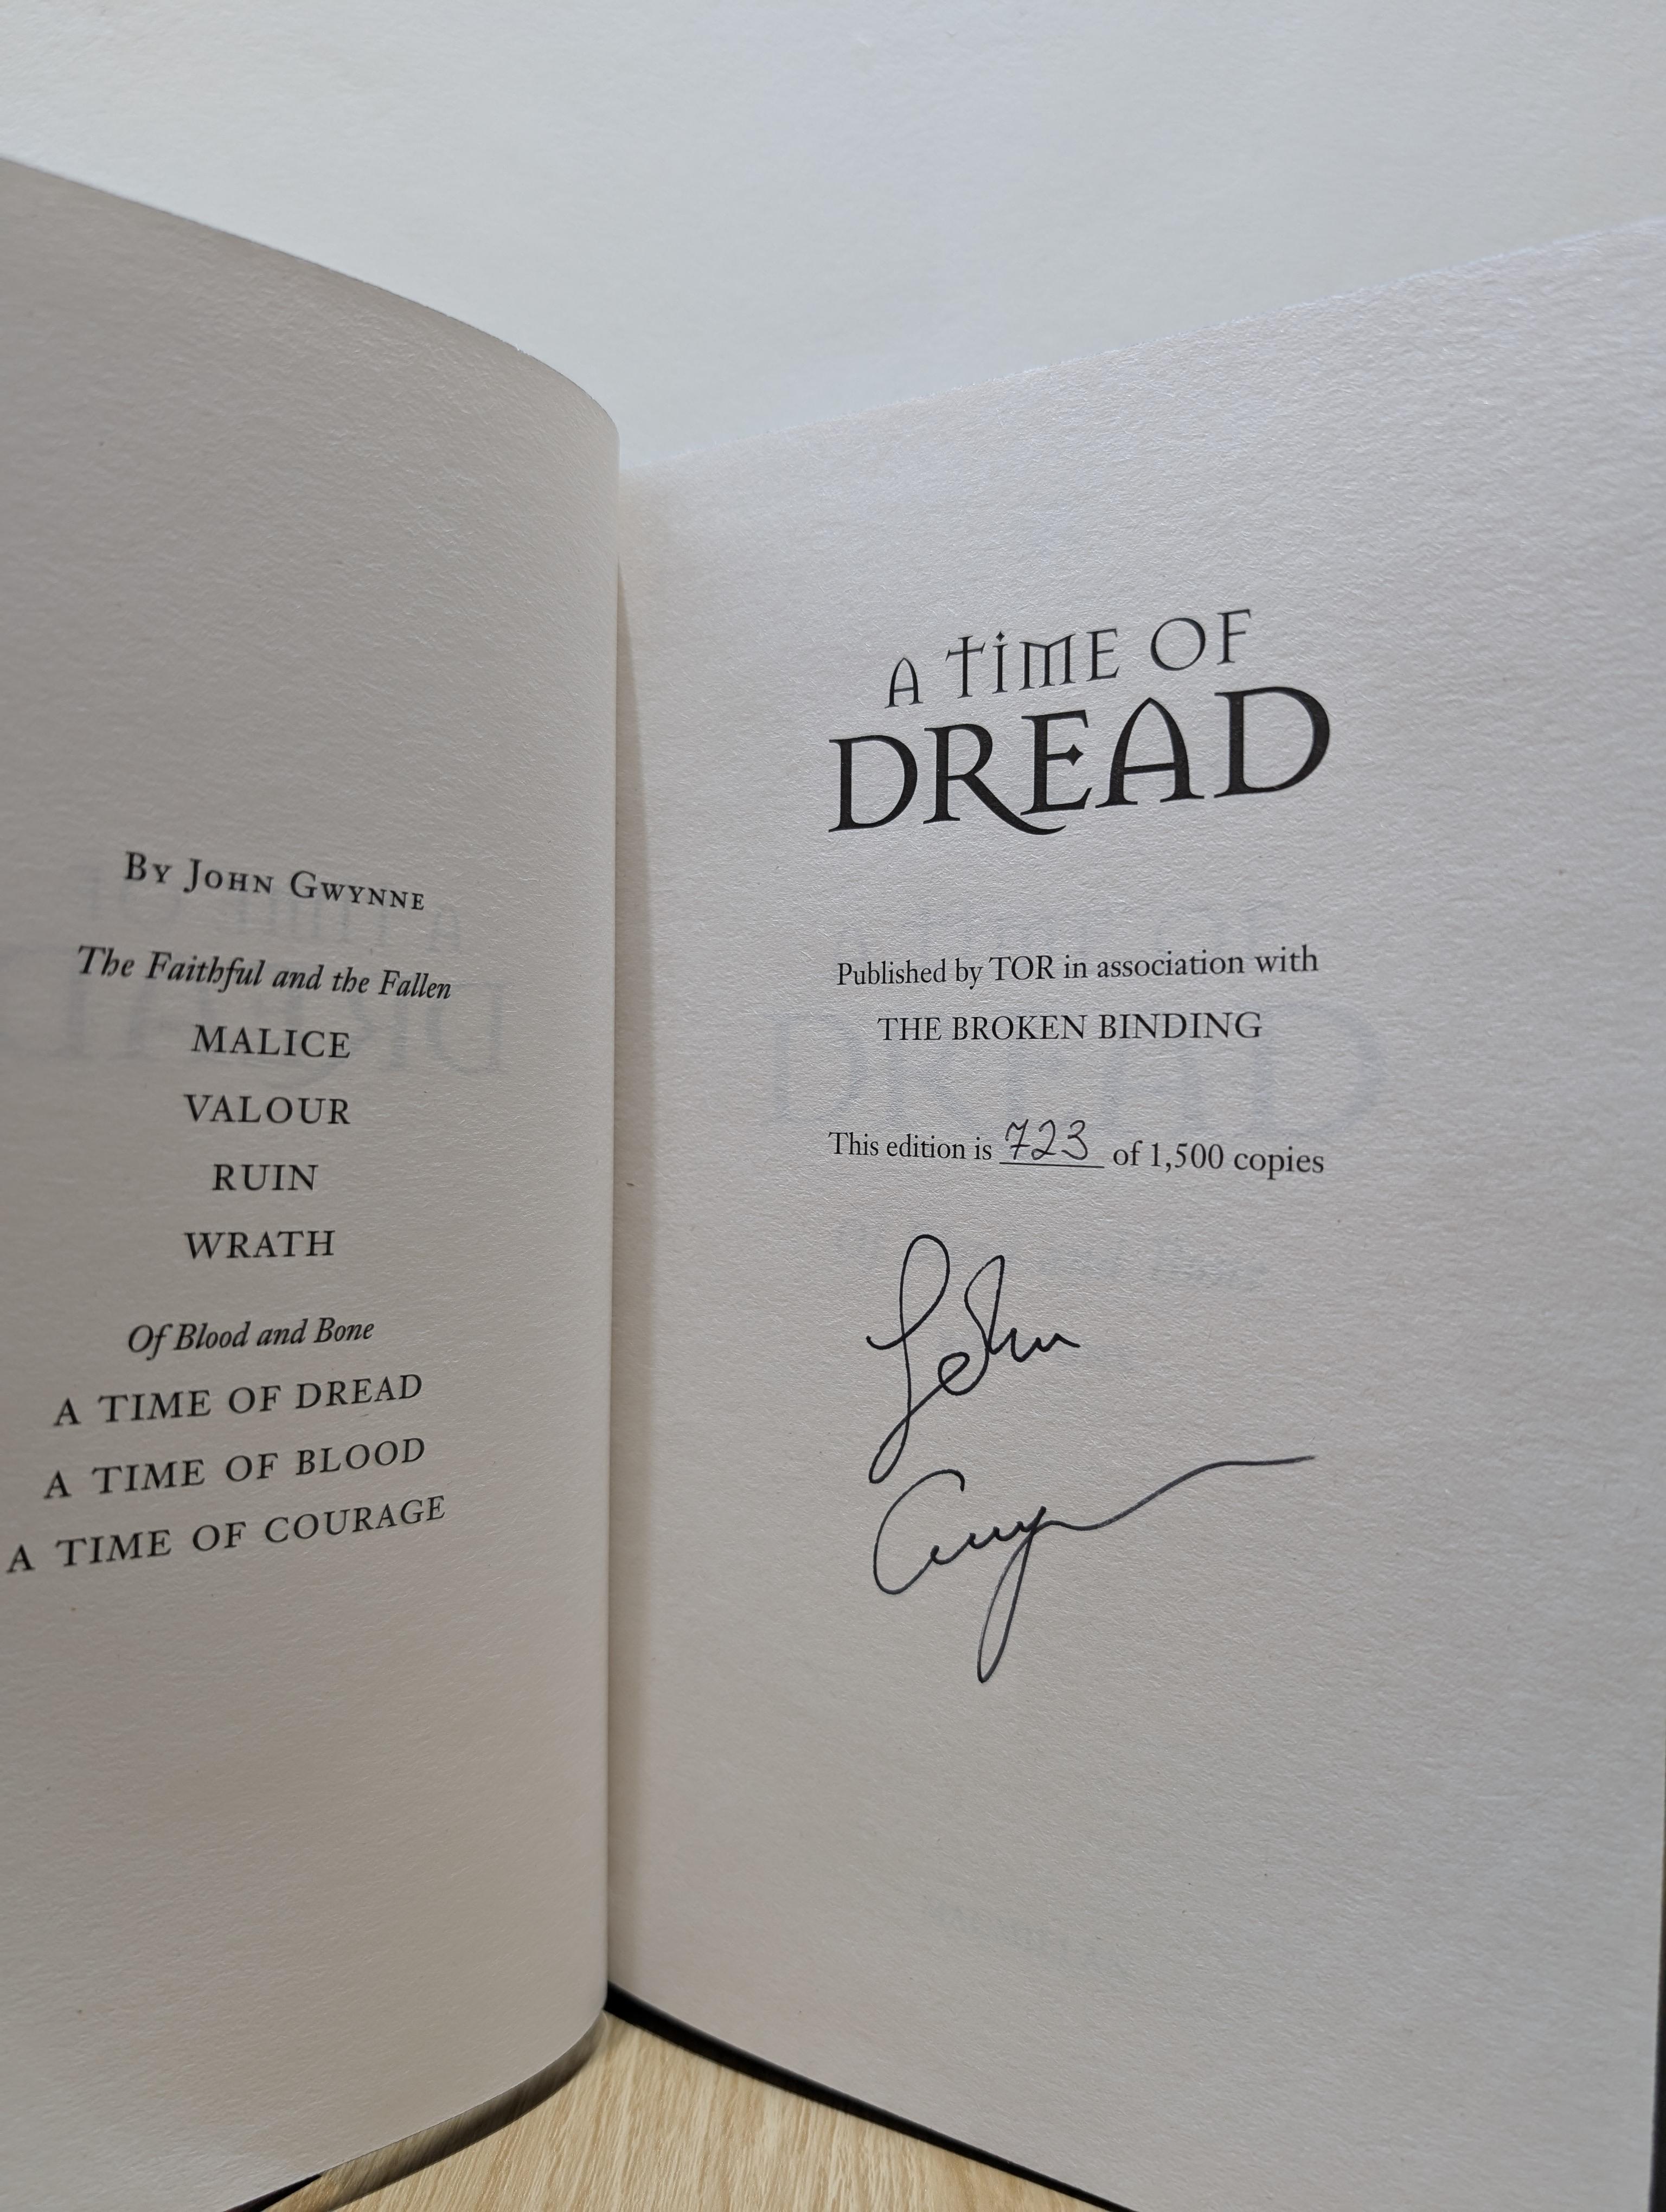 By John Gwynne
The Faithful and the Fallen
MALICE
VALOUR
RUIN
WRATH
Of Blood and Bone
A TIME OF DREAD
A TIME OF BLOOD
A TIME OF COURAGE
A TIME OF
DREAD
Published by TOR in association with
THE BROKEN BINDING
This edition is 723 of 1,500 copies
John
Gwynne